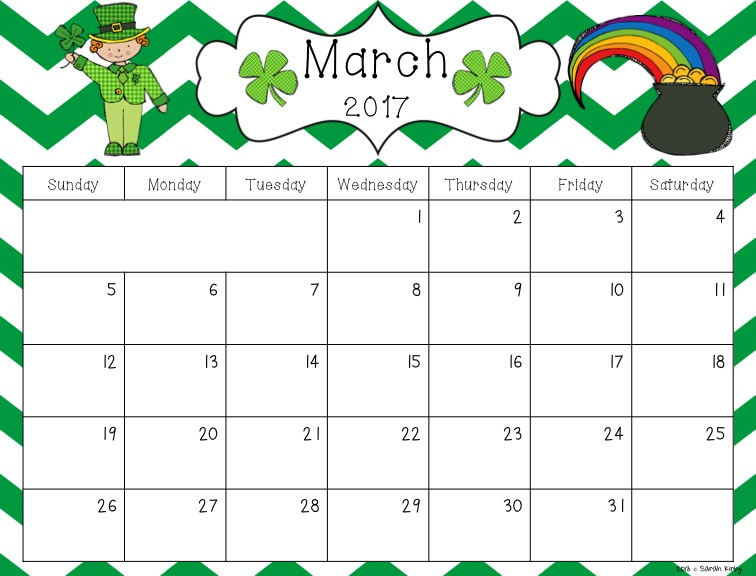 March
2017
Sunday Monday Tuesday Wednesday Thursday Friday Saturday
1 2 3 4
5 6 7 8 9 10 11
12 13 14 15 16 17 18
19 20 21 22 23 24 25
26 27 28 29 30 31
2013 © Sarah Kirby